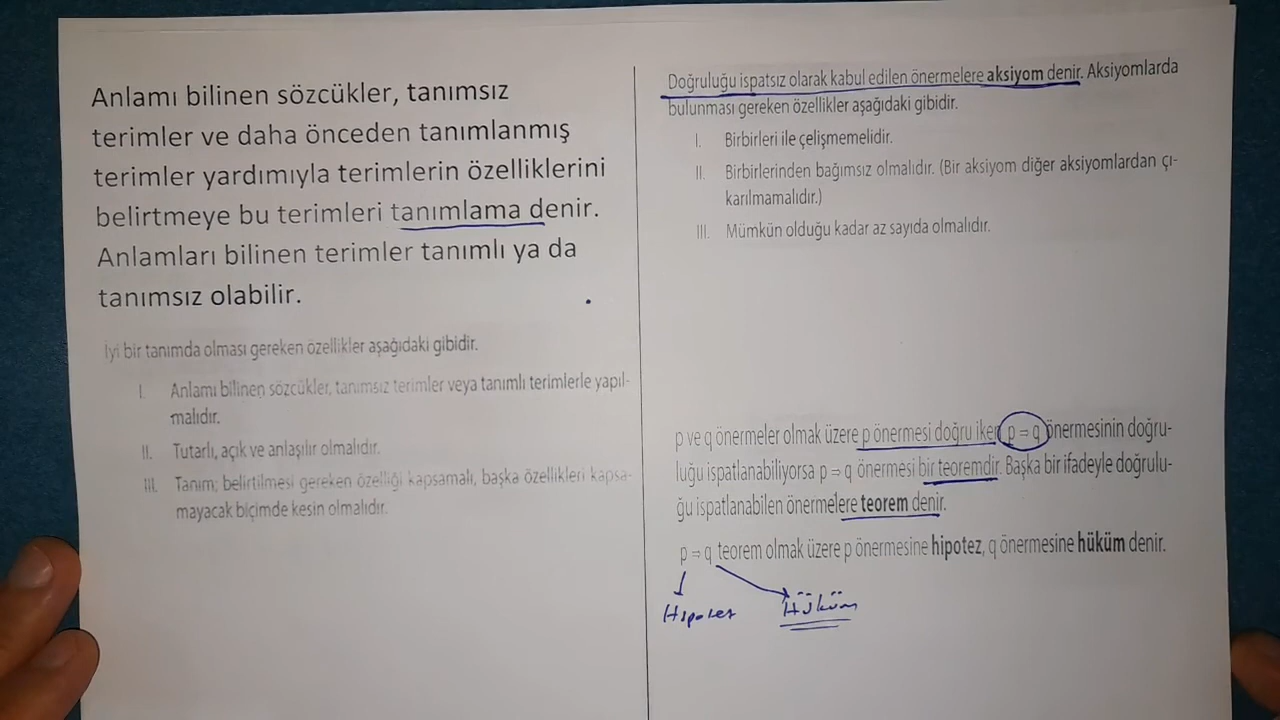 Anlamı bilinen sözcükler, tanımsız
terimler ve daha önceden tanımlanmış
terimler yardımıyla terimlerin özelliklerini
belirtmeye bu terimleri tanımlama denir.
Anlamları bilinen terimler tanımlı ya da
tanımsız olabilir.
İyi bir tanımda olması gereken özellikler aşağıdaki gibidir.
I. Anlamı bilinen sözcükler, tanımsız terimler veya tanımlı terimlerle yapıl-
malıdır.
II. Tutarlı, açık ve anlaşılır olmalıdır.
III. Tanım; belirtilmesi gereken özelliği kapsamalı, başka özellikleri kapsa-
mayacak biçimde kesin olmalıdır.
Doğruluğu ispatsız olarak kabul edilen önermelere aksiyom denir. Aksiyomlarda
bulunması gereken özellikler aşağıdaki gibidir.
I. Birbirleri ile çelişmemelidir.
II. Birbirlerinden bağımsız olmalıdır. (Bir aksiyom diğer aksiyomlardan çı-
karılmamalıdır.)
III. Mümkün olduğu kadar az sayıda olmalıdır.
p ve q önermeler olmak üzere p önermesi doğru iken p ⇒ q önermesinin doğru-
luğu ispatlanabiliyorsa p ⇒ q önermesi bir teoremdir. Başka bir ifadeyle doğrulu-
ğu ispatlanabilen önermelere teorem denir.
p ⇒ q teorem olmak üzere p önermesine hipotez, q önermesine hüküm denir.
Hipotez Hüküm